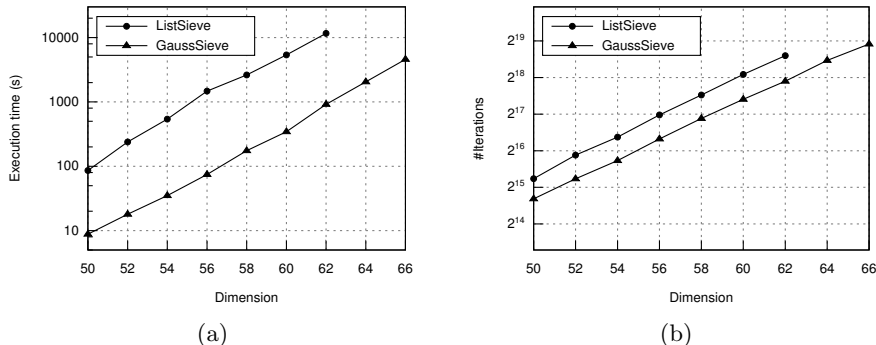 ListSieve
GaussSieve
Execution time (s)
10000
1000
100
10
50 52 54 56 58 60 62 64 66
Dimension
(a)
ListSieve
GaussSieve
#Iterations
2^19
2^18
2^17
2^16
2^15
2^14
50 52 54 56 58 60 62 64 66
Dimension
(b)